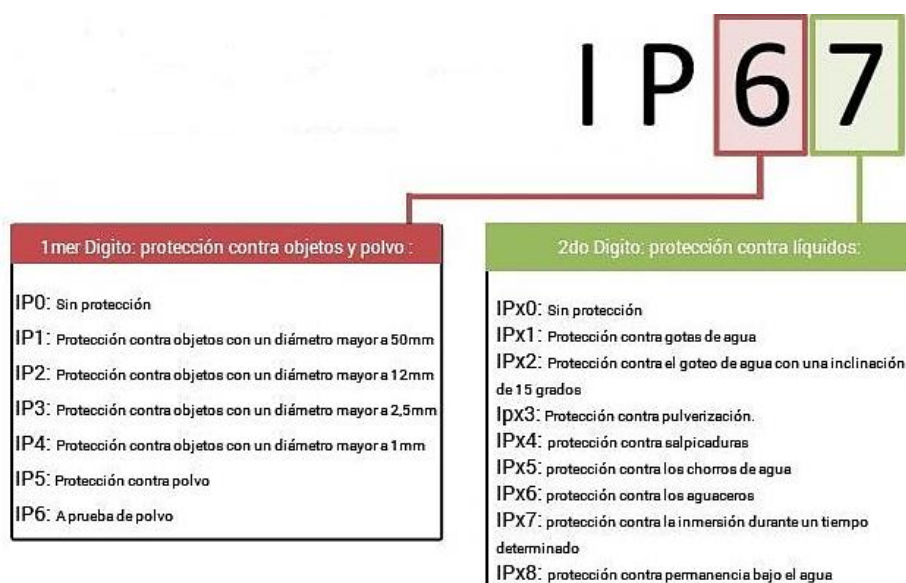 IP67
1mer Digito: protección contra objetos y polvo :
IP0: Sin protección
IP1: Protección contra objetos con un diámetro mayor a 50mm
IP2: Protección contra objetos con un diámetro mayor a 12mm
IP3: Protección contra objetos con un diámetro mayor a 2,5mm
IP4: Protección contra objetos con un diámetro mayor a 1mm
IP5: Protección contra polvo
IP6: A prueba de polvo
2do Digito: protección contra líquidos:
IPx0: Sin protección
IPx1: Protección contra gotas de agua
IPx2: Protección contra el goteo de agua con una inclinación
de 15 grados
Ipx3: Protección contra pulverización.
IPx4: protección contra salpicaduras
IPx5: protección contra los chorros de agua
IPx6: protección contra los aguaceros
IPx7: protección contra la inmersión durante un tiempo
determinado
IPx8: protección contra permanencia bajo el agua